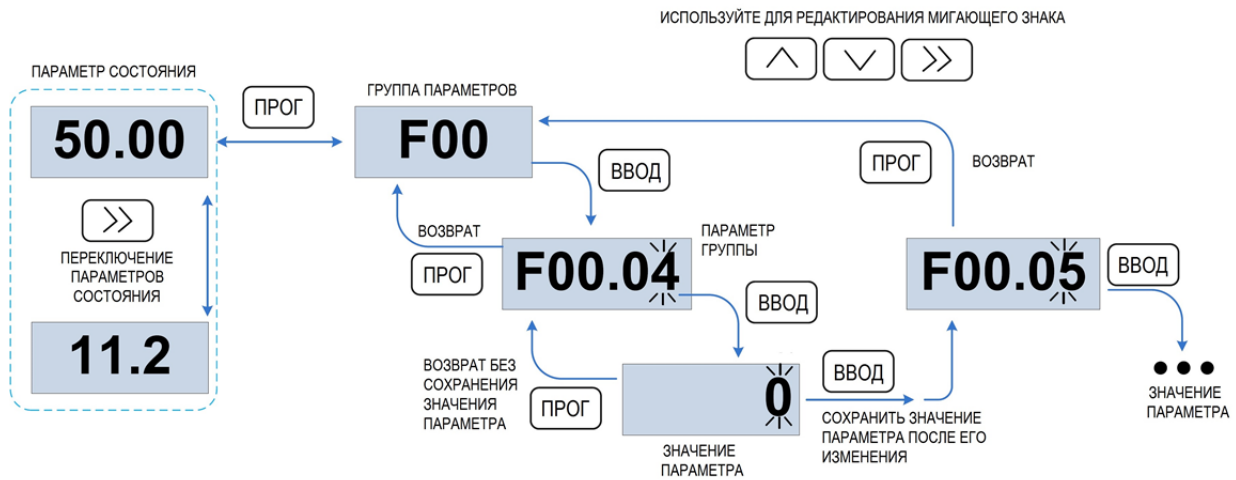 ИСПОЛЬЗУЙТЕ ДЛЯ РЕДАКТИРОВАНИЯ МИГАЮЩЕГО ЗНАКА
ПАРАМЕТР СОСТОЯНИЯ
50.00
ПРОГ
ГРУППА ПАРАМЕТРОВ
F00
ВВОД
ПРОГ
ВОЗВРАТ
ПЕРЕКЛЮЧЕНИЕ
ПАРАМЕТРОВ
СОСТОЯНИЯ
11.2
ВОЗВРАТ
ПРОГ
F00.04
ПАРАМЕТР
ГРУППЫ
ВВОД
F00.05
ВВОД
ВОЗВРАТ БЕЗ
СОХРАНЕНИЯ
ЗНАЧЕНИЯ
ПАРАМЕТРА
ПРОГ
0
ЗНАЧЕНИЕ
ПАРАМЕТРА
ВВОД
СОХРАНИТЬ ЗНАЧЕНИЕ
ПАРАМЕТРА ПОСЛЕ ЕГО
ИЗМЕНЕНИЯ
ЗНАЧЕНИЕ
ПАРАМЕТРА